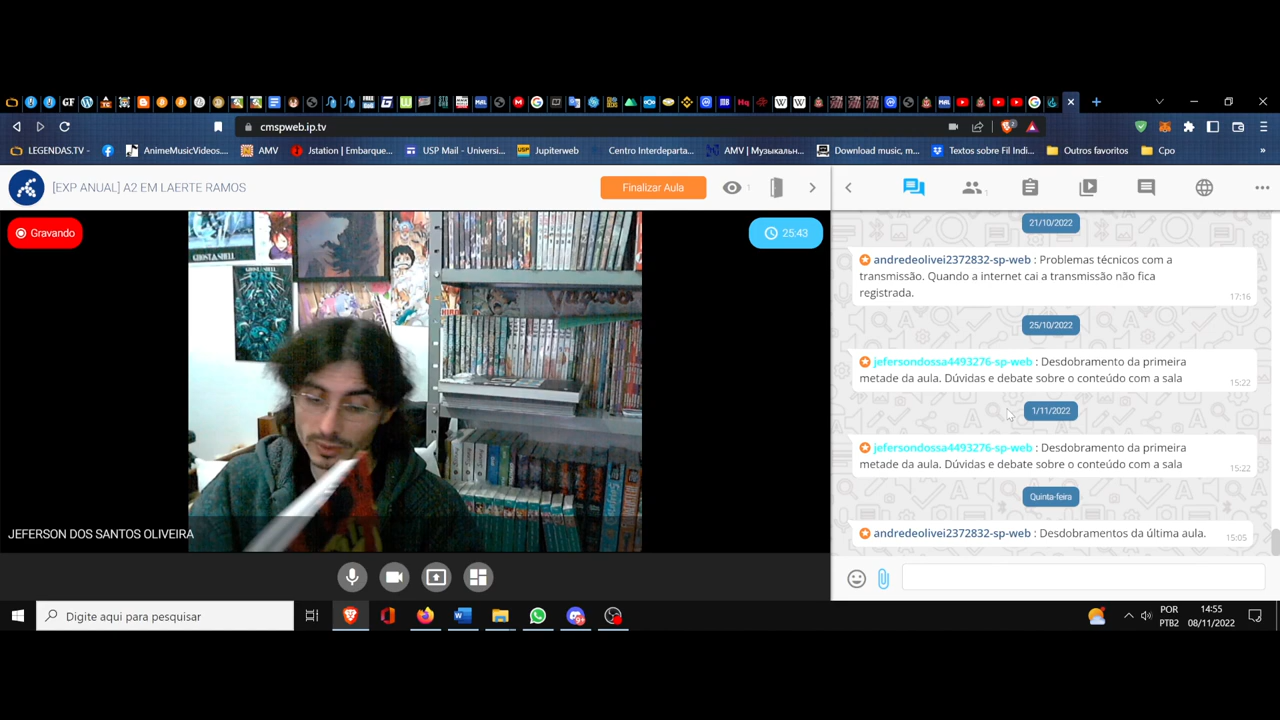 cmspweb.ip.tv
2
LEGENDAS.TV -
AnimeMusicVideos...
AMV
Jstation | Embarque...
USP Mail - Universi...
Jupiterweb
Centro Interdeparta...
AMV | Музыкальн...
Download music, m...
Textos sobre Fil Indi...
Outros favoritos
Cpo
»
[EXP ANUAL] A2 EM LAERTE RAMOS
Finalizar Aula
1
1
Gravando
25:43
GHOST SHELL
JEFERSON DOS SANTOS OLIVEIRA
21/10/2022
andredeolivei2372832-sp-web : Problemas técnicos com a
transmissão. Quando a internet cai a transmissão não fica
registrada.
17:16
25/10/2022
jefersondossa4493276-sp-web : Desdobramento da primeira
metade da aula. Dúvidas e debate sobre o conteúdo com a sala
15:22
1/11/2022
jefersondossa4493276-sp-web : Desdobramento da primeira
metade da aula. Dúvidas e debate sobre o conteúdo com a sala
15:22
Quinta-feira
andredeolivei2372832-sp-web : Desdobramentos da última aula.
15:05
Digite aqui para pesquisar
POR
PTB2
14:55
08/11/2022